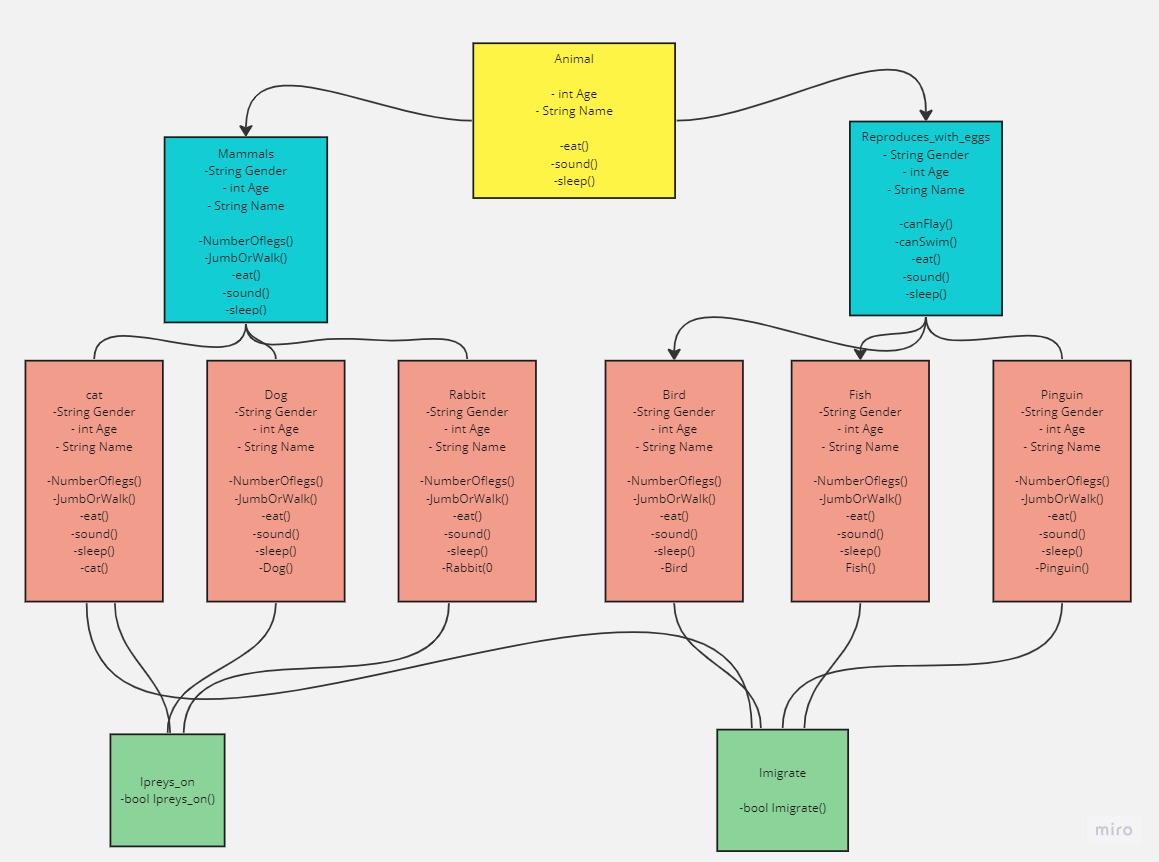 Animal
- int Age
- String Name
-eat()
-sound()
-sleep()
Mammals
-String Gender
- int Age
- String Name
-NumberOflegs()
-JumbOrWalk()
-eat()
-sound()
-sleep()
Reproduces_with_eggs
- String Gender
- int Age
- String Name
-canFlay()
-canSwim()
-eat()
-sound()
-sleep()
cat
-String Gender
- int Age
- String Name
-NumberOflegs()
-JumbOrWalk()
-eat()
-sound()
-sleep()
-cat()
Dog
-String Gender
- int Age
- String Name
-NumberOflegs()
-JumbOrWalk()
-eat()
-sound()
-sleep()
-Dog()
Rabbit
-String Gender
- int Age
- String Name
-NumberOflegs()
-JumbOrWalk()
-eat()
-sound()
-sleep()
-Rabbit(0
Bird
-String Gender
- int Age
- String Name
-NumberOflegs()
-JumbOrWalk()
-eat()
-sound()
-sleep()
-Bird
Fish
-String Gender
- int Age
- String Name
-NumberOflegs()
-JumbOrWalk()
-eat()
-sound()
-sleep()
Fish()
Pinguin
-String Gender
- int Age
- String Name
-NumberOflegs()
-JumbOrWalk()
-eat()
-sound()
-sleep()
-Pinguin()
Ipreys_on
-bool Ipreys_on()
Imigrate
-bool Imigrate()
miro